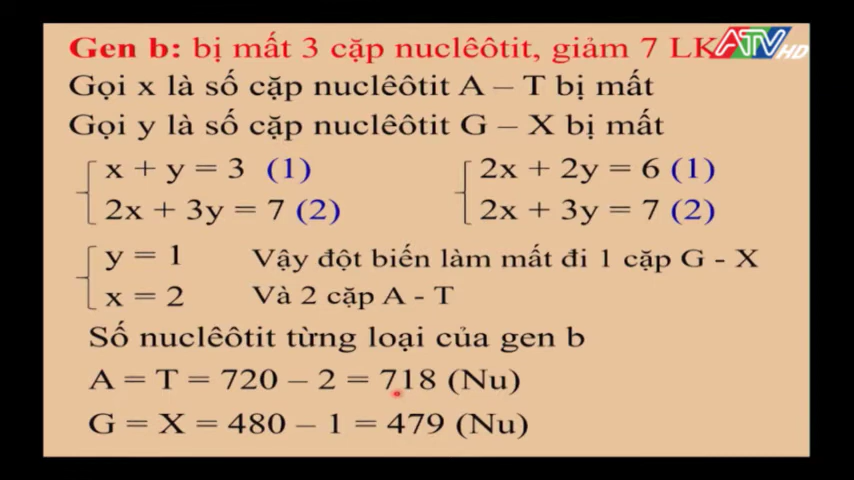 Gen b: bị mất 3 cặp nuclêôtit, giảm 7 LK
ATV HD
Gọi x là số cặp nuclêôtit A – T bị mất
Gọi y là số cặp nuclêôtit G – X bị mất
x + y = 3 (1)
2x + 3y = 7 (2)
2x + 2y = 6 (1)
2x + 3y = 7 (2)
y = 1 Vậy đột biến làm mất đi 1 cặp G - X
x = 2 Và 2 cặp A - T
Số nuclêôtit từng loại của gen b
A = T = 720 – 2 = 718 (Nu)
G = X = 480 – 1 = 479 (Nu)